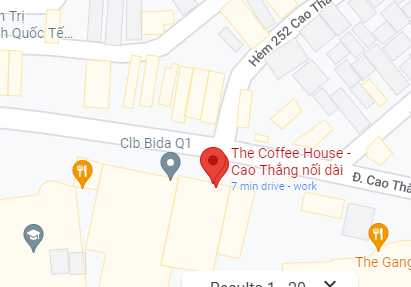 n Trị
h Quốc Tế...
Hẻm 252 Cao Thắ
Clb Bida Q1
The Coffee House -
Cao Thắng nối dài
7 min drive - work
Đ. Cao Thắ
The Gang
Results 1 - 20